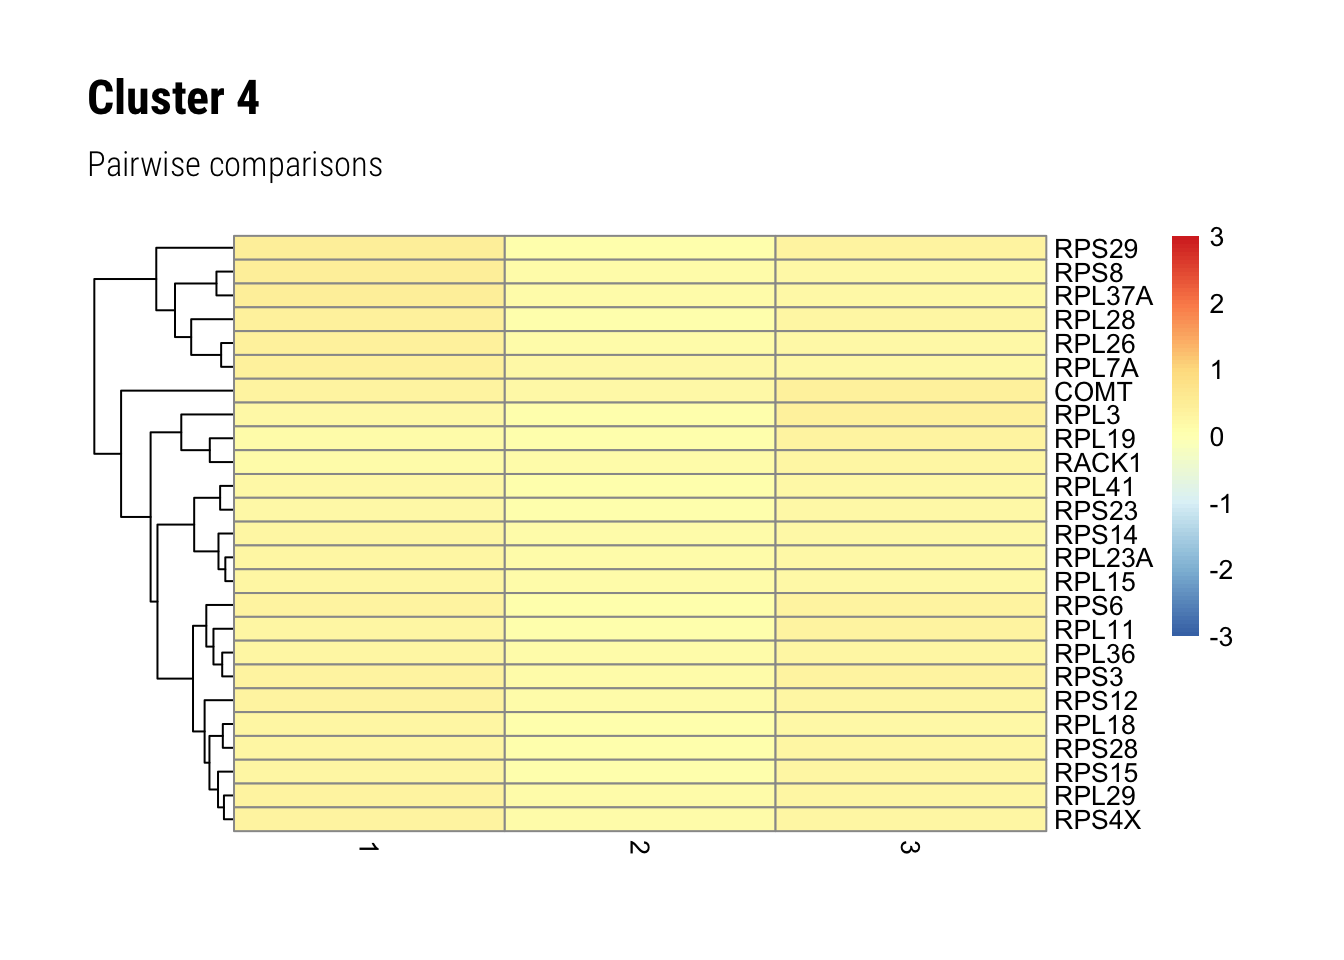 Cluster 4
Pairwise comparisons
RPS29
RPS8
RPL37A
RPL28
RPL26
RPL7A
COMT
RPL3
RPL19
RACK1
RPL41
RPS23
RPS14
RPL23A
RPL15
RPS6
RPL11
RPL36
RPS3
RPS12
RPL18
RPS28
RPS15
RPL29
RPS4X
3
2
1
0
-1
-2
-3
1
2
3